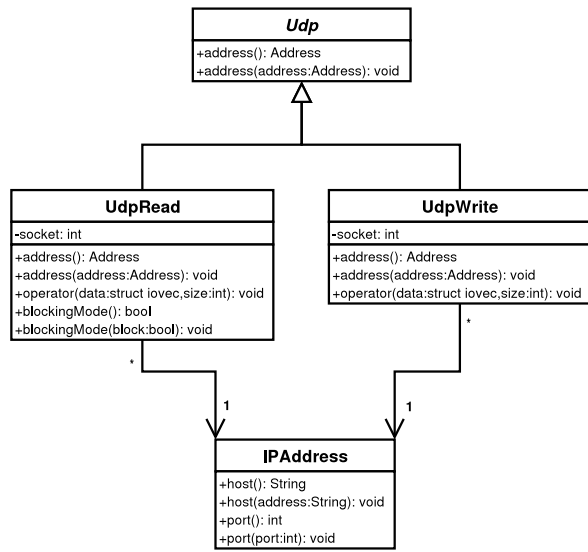 Udp
+address(): Address
+address(address:Address): void
UdpRead
-socket: int
+address(): Address
+address(address:Address): void
+operator(data:struct iovec,size:int): void
+blockingMode(): bool
+blockingMode(block:bool): void
UdpWrite
-socket: int
+address(): Address
+address(address:Address): void
+operator(data:struct iovec,size:int): void
*
*
1
1
IPAddress
+host(): String
+host(address:String): void
+port(): int
+port(port:int): void